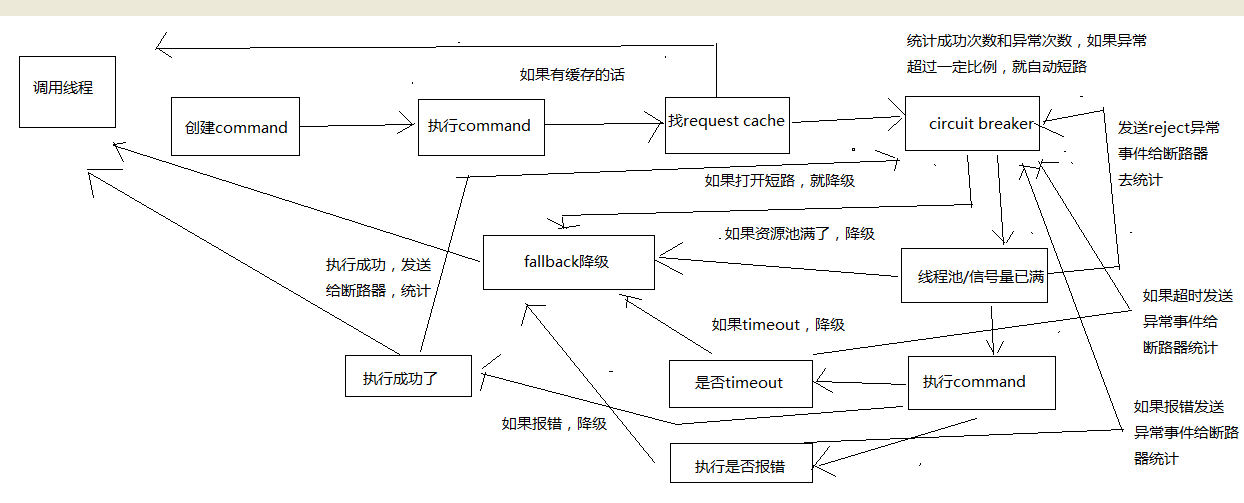 统计成功次数和异常次数，如果异常
超过一定比例，就自动短路
如果有缓存的话
调用线程
创建command
执行command
找request cache
circuit breaker
发送reject异常
事件给断路器
去统计
如果打开短路，就降级
如果资源池满了，降级
fallback降级
执行成功，发送
给断路器，统计
线程池/信号量已满
如果超时发送
异常事件给
断路器统计
如果timeout，降级
执行成功了
是否timeout
执行command
如果报错，降级
如果报错发送
异常事件给断路
器统计
执行是否报错